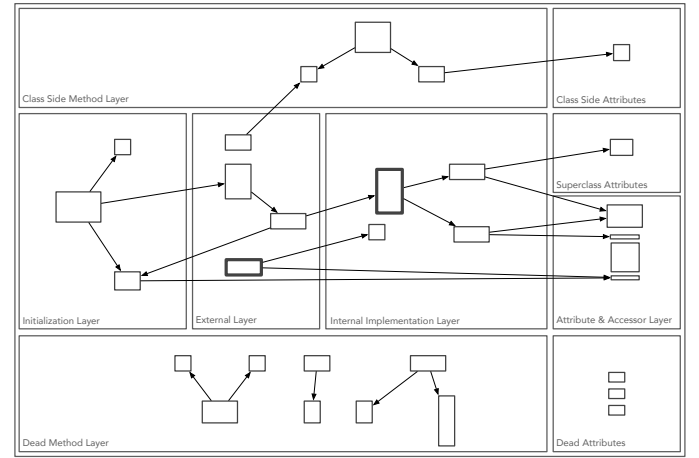 Class Side Method Layer
Class Side Attributes
Superclass Attributes
Initialization Layer
External Layer
Internal Implementation Layer
Attribute & Accessor Layer
Dead Method Layer
Dead Attributes